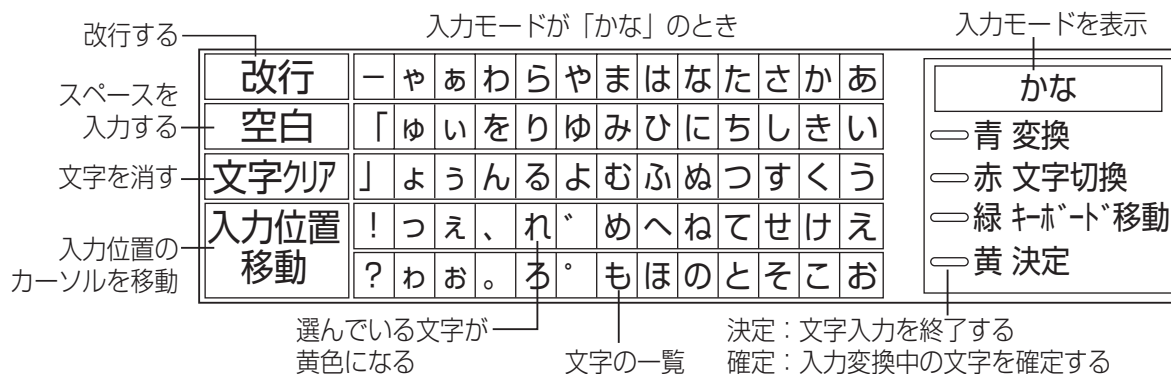 入力モードが「かな」のとき
入力モードを表示
改行する
スペースを
入力する
文字を消す
入力位置の
カーソルを移動
改行
空白
文字クリア
入力位置
移動
ー ゃ ぁ わ ら や ま は な た さ か あ
「 ゅ ぃ を り ゆ み ひ に ち し き い
」 ょ ぅ ん る よ む ふ ぬ つ す く う
! っ ぇ 、 れ ゛ め へ ね て せ け え
? ゎ ぉ 。 ろ ゜ も ほ の と そ こ お
かな
青 変換
赤 文字切換
緑 ｷｰﾎﾞｰﾄﾞ移動
黄 決定
選んでいる文字が
黄色になる
文字の一覧
決定：文字入力を終了する
確定：入力変換中の文字を確定する